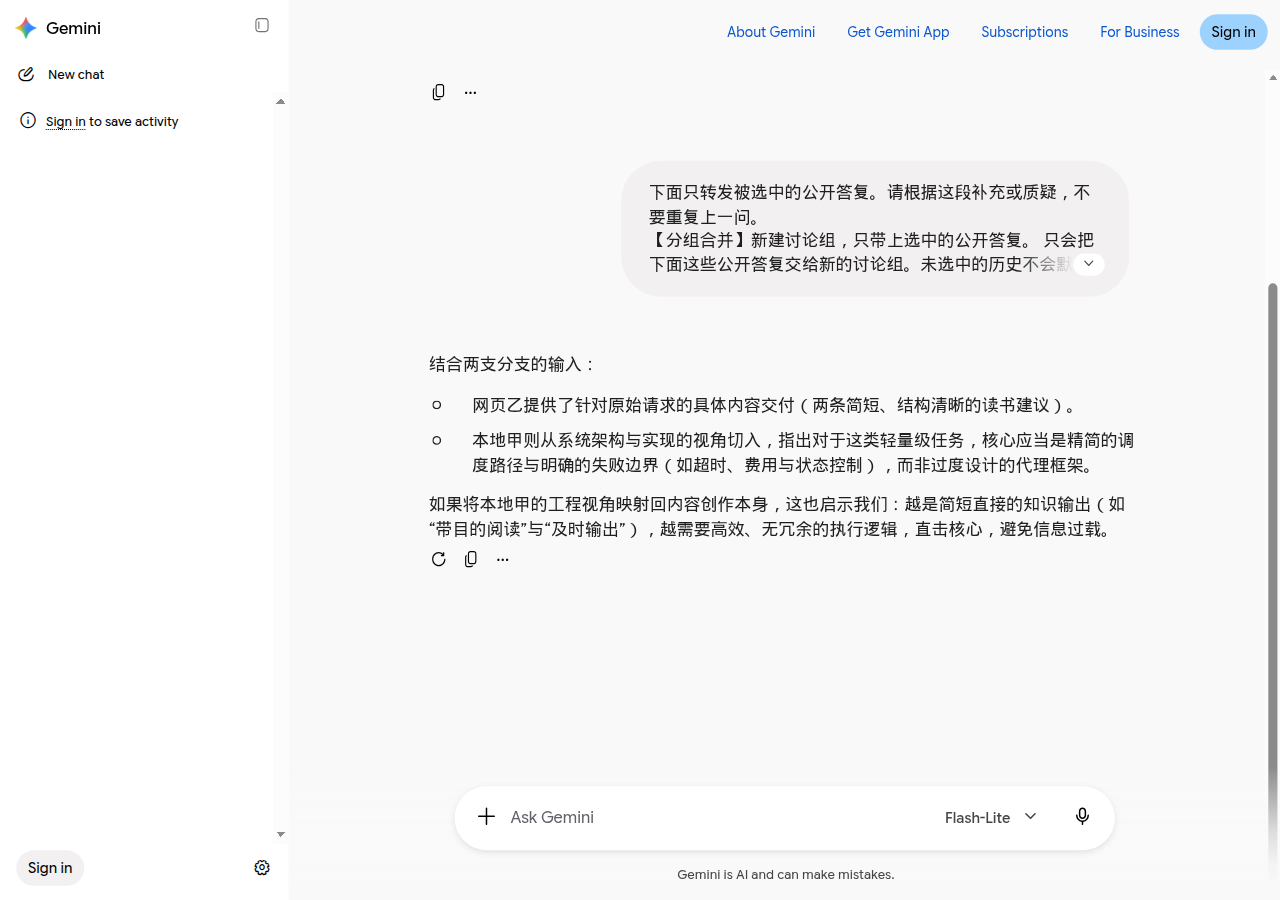 Gemini
New chat
Sign in to save activity
Sign in
About Gemini
Get Gemini App
Subscriptions
For Business
Sign in
下面只转发被选中的公开答复。请根据这段补充或质疑，不
要重复上一问。
【分组合并】新建讨论组，只带上选中的公开答复。 只会把
下面这些公开答复交给新的讨论组。未选中的历史不会默
结合两支分支的输入：
网页乙提供了针对原始请求的具体内容交付（两条简短、结构清晰的读书建议）。
本地甲则从系统架构与实现的视角切入，指出对于这类轻量级任务，核心应当是精简的调
度路径与明确的失败边界（如超时、费用与状态控制），而非过度设计的代理框架。
如果将本地甲的工程视角映射回内容创作本身，这也启示我们：越是简短直接的知识输出（如
“带目的阅读”与“及时输出”），越需要高效、无冗余的执行逻辑，直击核心，避免信息过载。
Ask Gemini
Flash-Lite
Gemini is AI and can make mistakes.